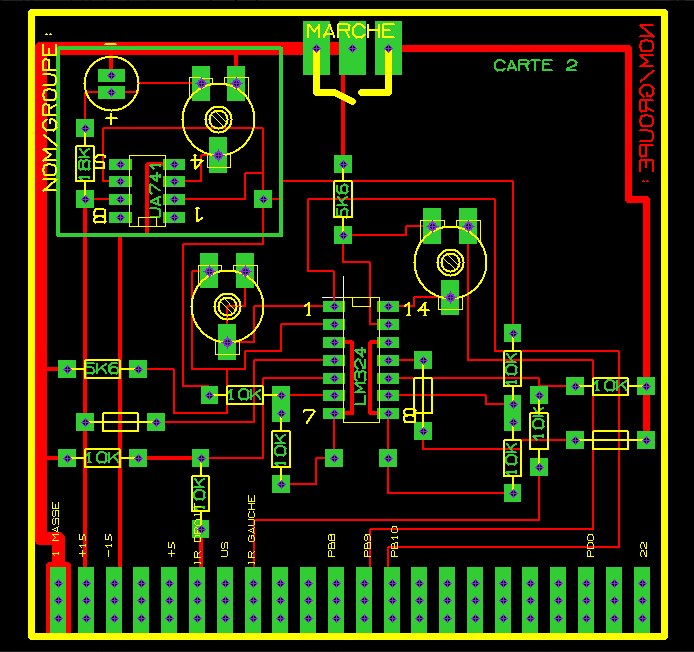 MARCHE
NOM/GROUPE:
NOM/GROUPE :
CARTE 2
+
18K
5
4
8
1
UA741
5K6
1
14
LM324
7
8
5K6
10K
10K
10K
10K
10K
10K
10K
10K
1 MASSE
+15
-15
+5
IR DROIT
US
IR GAUCHE
PB8
PB9
PB10
PD0
22